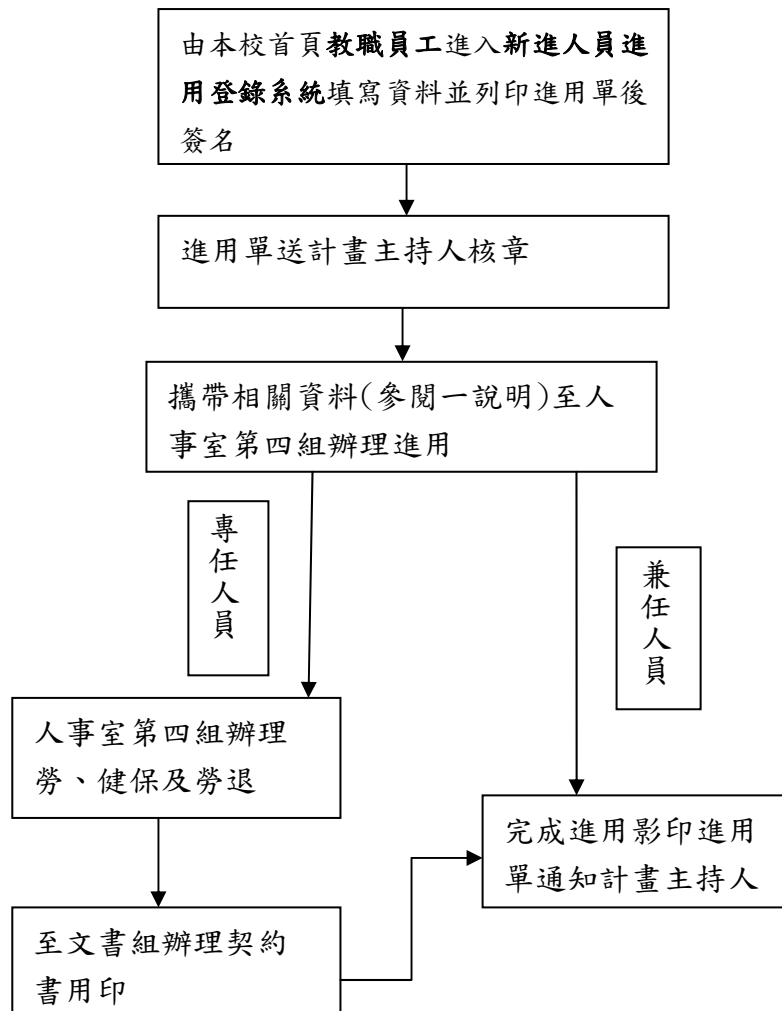 由本校首頁教職員工進入新進人員進
用登錄系統填寫資料並列印進用單後
簽名
進用單送計畫主持人核章
攜帶相關資料(參閱一說明)至人
事室第四組辦理進用
專
任
人
員
兼
任
人
員
人事室第四組辦理
勞、健保及勞退
完成進用影印進用
單通知計畫主持人
至文書組辦理契約
書用印